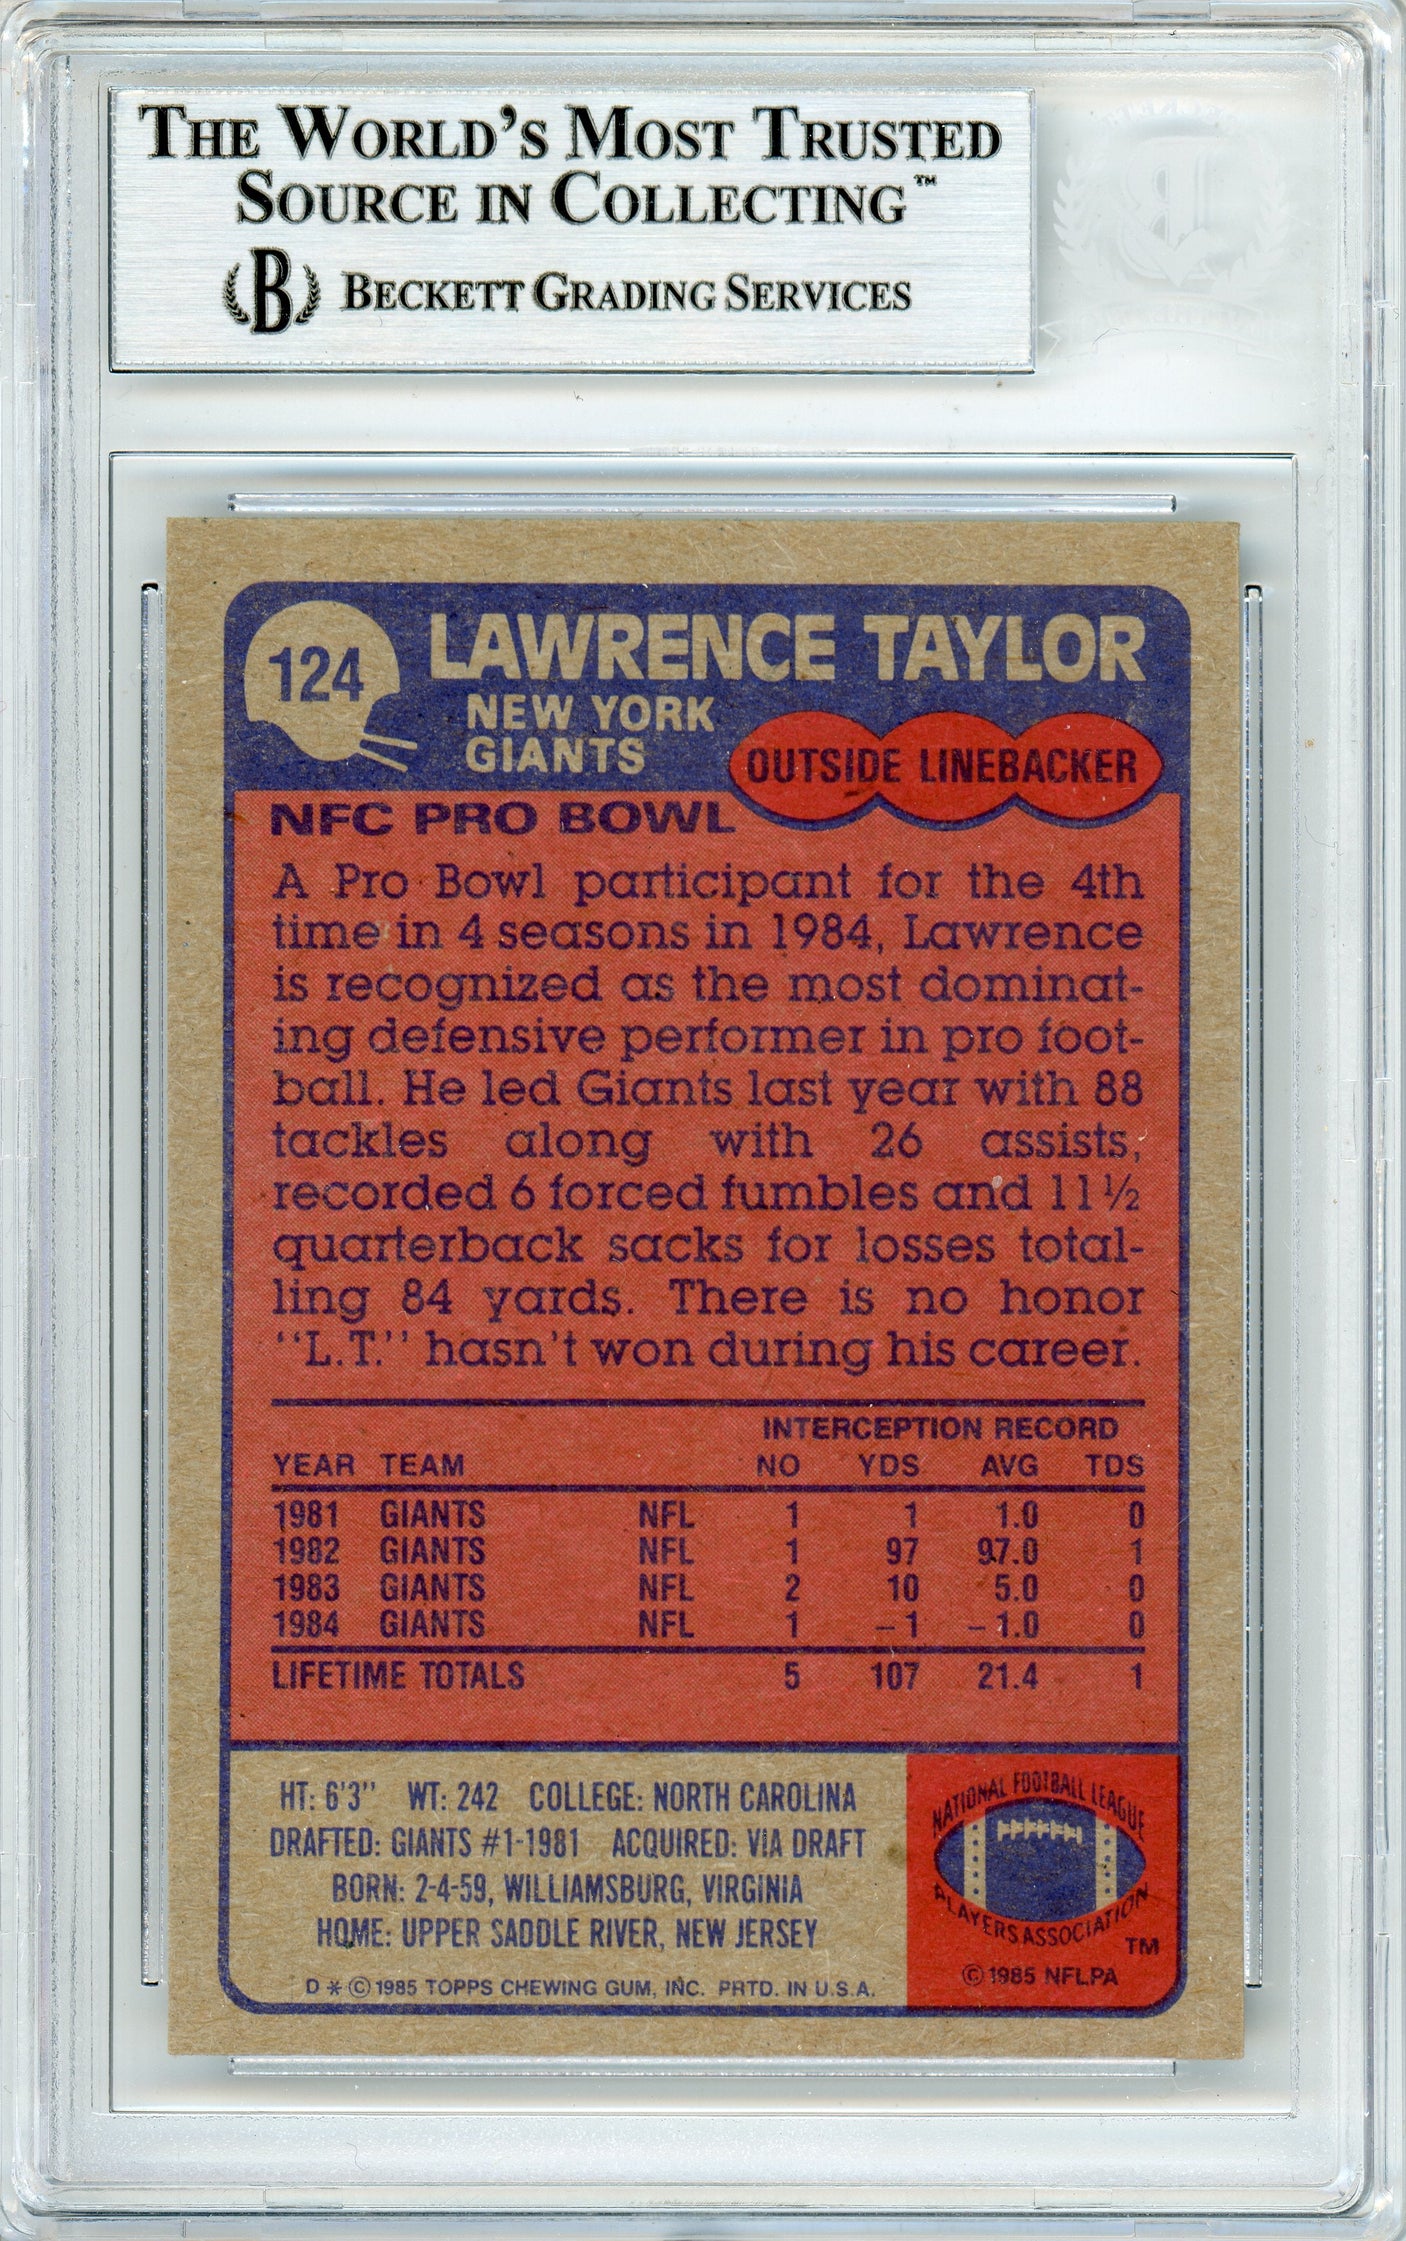 THE WORLD'S MOST TRUSTED
SOURCE IN COLLECTING™
B BECKETT GRADING SERVICES
124
LAWRENCE TAYLOR
NEW YORK
GIANTS
OUTSIDE LINEBACKER
NFC PRO BOWL
A Pro Bowl participant for the 4th
time in 4 seasons in 1984, Lawrence
is recognized as the most dominat-
ing defensive performer in pro foot-
ball. He led Giants last year with 88
tackles along with 26 assists,
recorded 6 forced fumbles and 11½
quarterback sacks for losses total-
ling 84 yards. There is no honor
"L.T." hasn't won during his career.
INTERCEPTION RECORD
YEAR TEAM NO YDS AVG TDS
1981 GIANTS NFL 1 1 1.0 0
1982 GIANTS NFL 1 97 97.0 1
1983 GIANTS NFL 2 10 5.0 0
1984 GIANTS NFL 1 –1 –1.0 0
LIFETIME TOTALS 5 107 21.4 1
HT: 6'3" WT: 242 COLLEGE: NORTH CAROLINA
DRAFTED: GIANTS #1-1981 ACQUIRED: VIA DRAFT
BORN: 2-4-59, WILLIAMSBURG, VIRGINIA
HOME: UPPER SADDLE RIVER, NEW JERSEY
D * © 1985 TOPPS CHEWING GUM, INC. PRTD. IN U.S.A.
NATIONAL FOOTBALL LEAGUE
PLAYERS ASSOCIATION
TM
© 1985 NFLPA